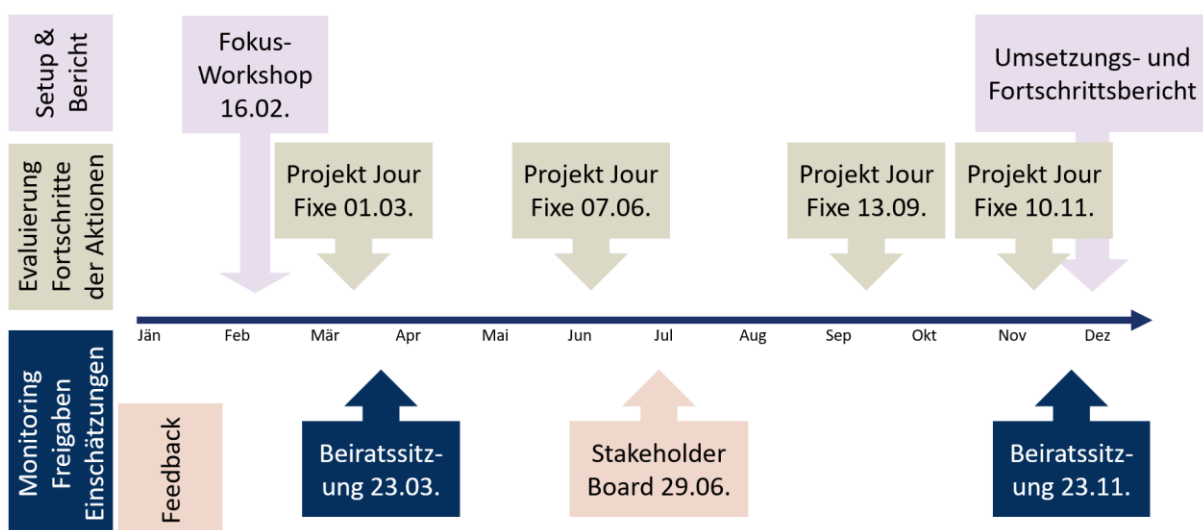 Setup &
Bericht
Fokus-
Workshop
16.02.
Umsetzungs- und
Fortschrittsbericht
Evaluierung
Fortschritte
der Aktionen
Projekt Jour
Fixe 01.03.
Projekt Jour
Fixe 07.06.
Projekt Jour
Fixe 13.09.
Projekt Jour
Fixe 10.11.
Jän Feb Mär Apr Mai Jun Jul Aug Sep Okt Nov Dez
Monitoring
Freigaben
Einschätzungen
Feedback
Beiratssitz-
ung 23.03.
Stakeholder
Board 29.06.
Beiratssitz-
ung 23.11.